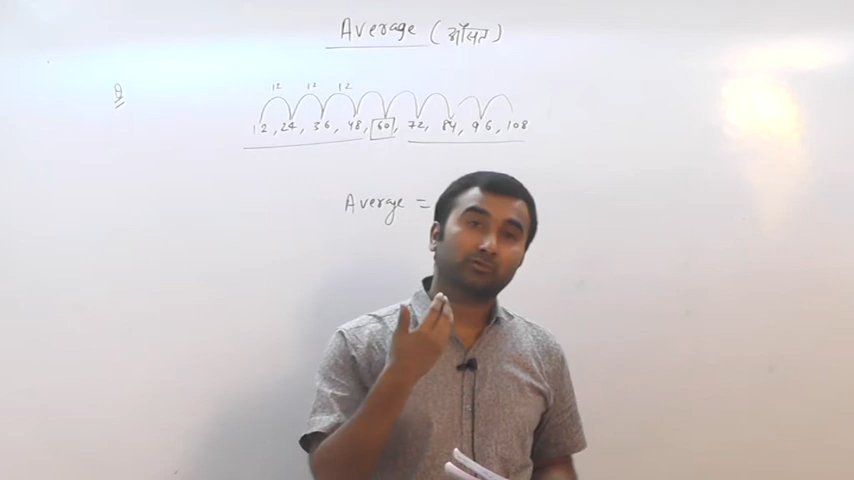 Average (औसत)
Q
12 12 12
12, 24, 36, 48, 60, 72, 84, 96, 108
Average =